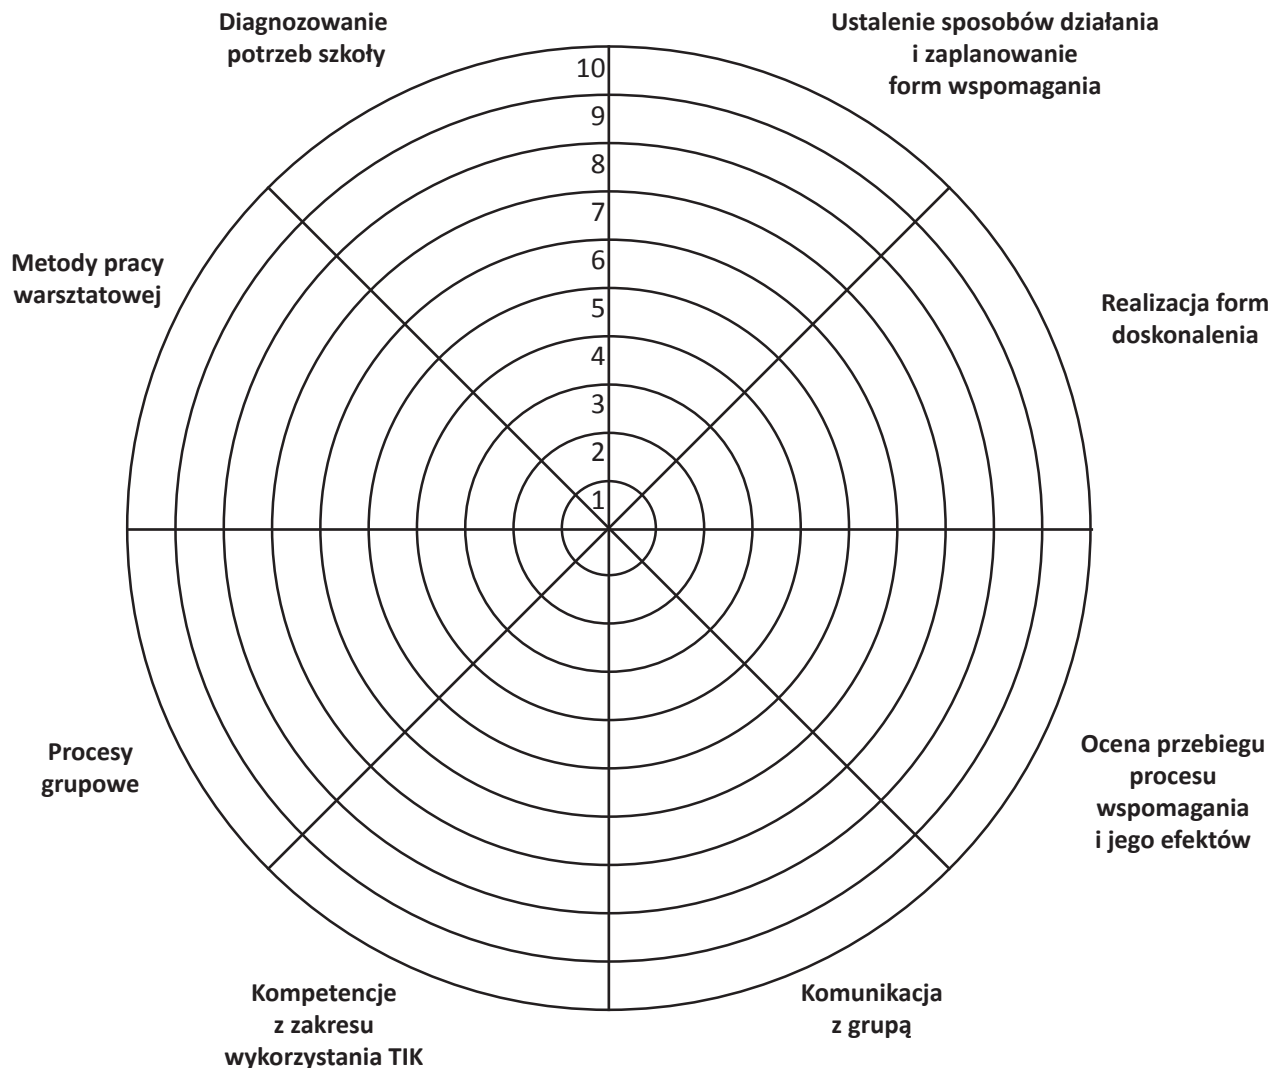 Diagnozowanie
potrzeb szkoły
Ustalenie sposobów działania
i zaplanowanie
form wspomagania
10
9
8
7
6
5
4
3
2
1
Metody pracy
warsztatowej
Realizacja form
doskonalenia
Procesy
grupowe
Ocena przebiegu
procesu
wspomagania
i jego efektów
Kompetencje
z zakresu
wykorzystania TIK
Komunikacja
z grupą